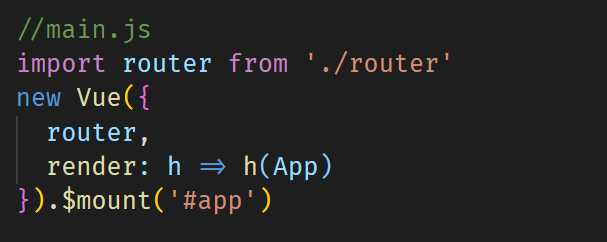 //main.js
import router from './router'
new Vue({
  router,
  render: h => h(App)
}).$mount('#app')